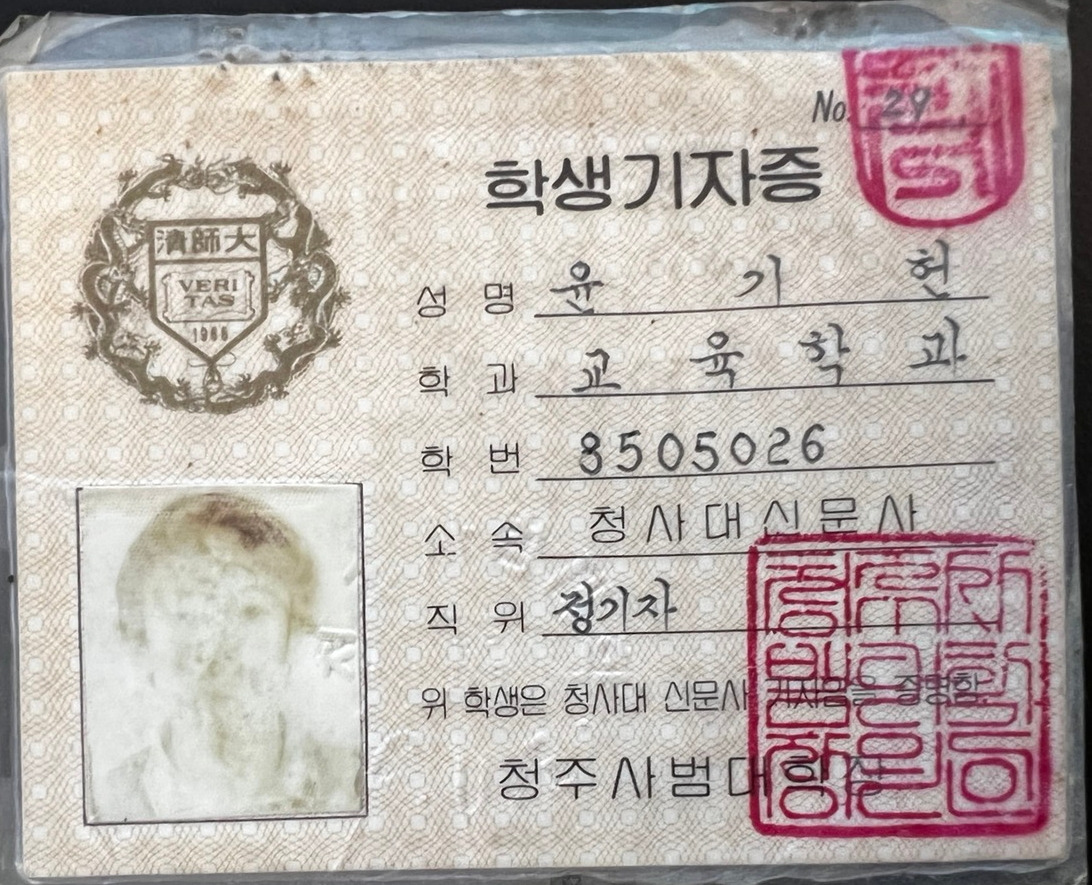 No. 29
학생기자증
淸師大
VERI
TAS
1966
성 명 윤 기 헌
학 과 교 육 학 과
학 번 8505026
소 속 청사대신문사
직 위 정기자
위 학생은 청사대 신문사 기자임을 증명함.
청주사범대학장